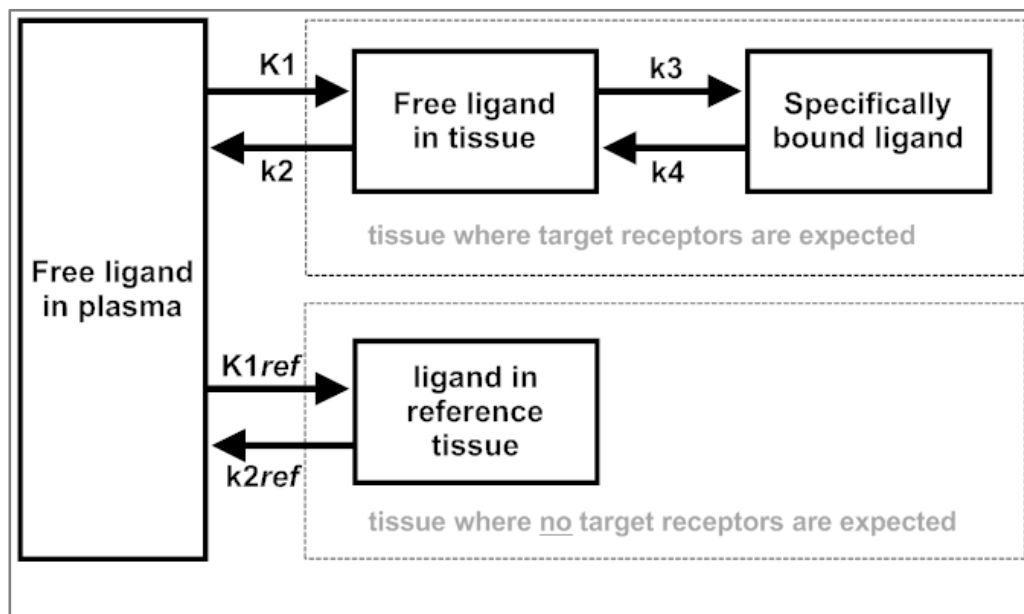 K1
k3
Free ligand
in tissue
Specifically
bound ligand
k2
k4
tissue where target receptors are expected
Free ligand
in plasma
K1ref
ligand in
reference
tissue
k2ref
tissue where no target receptors are expected